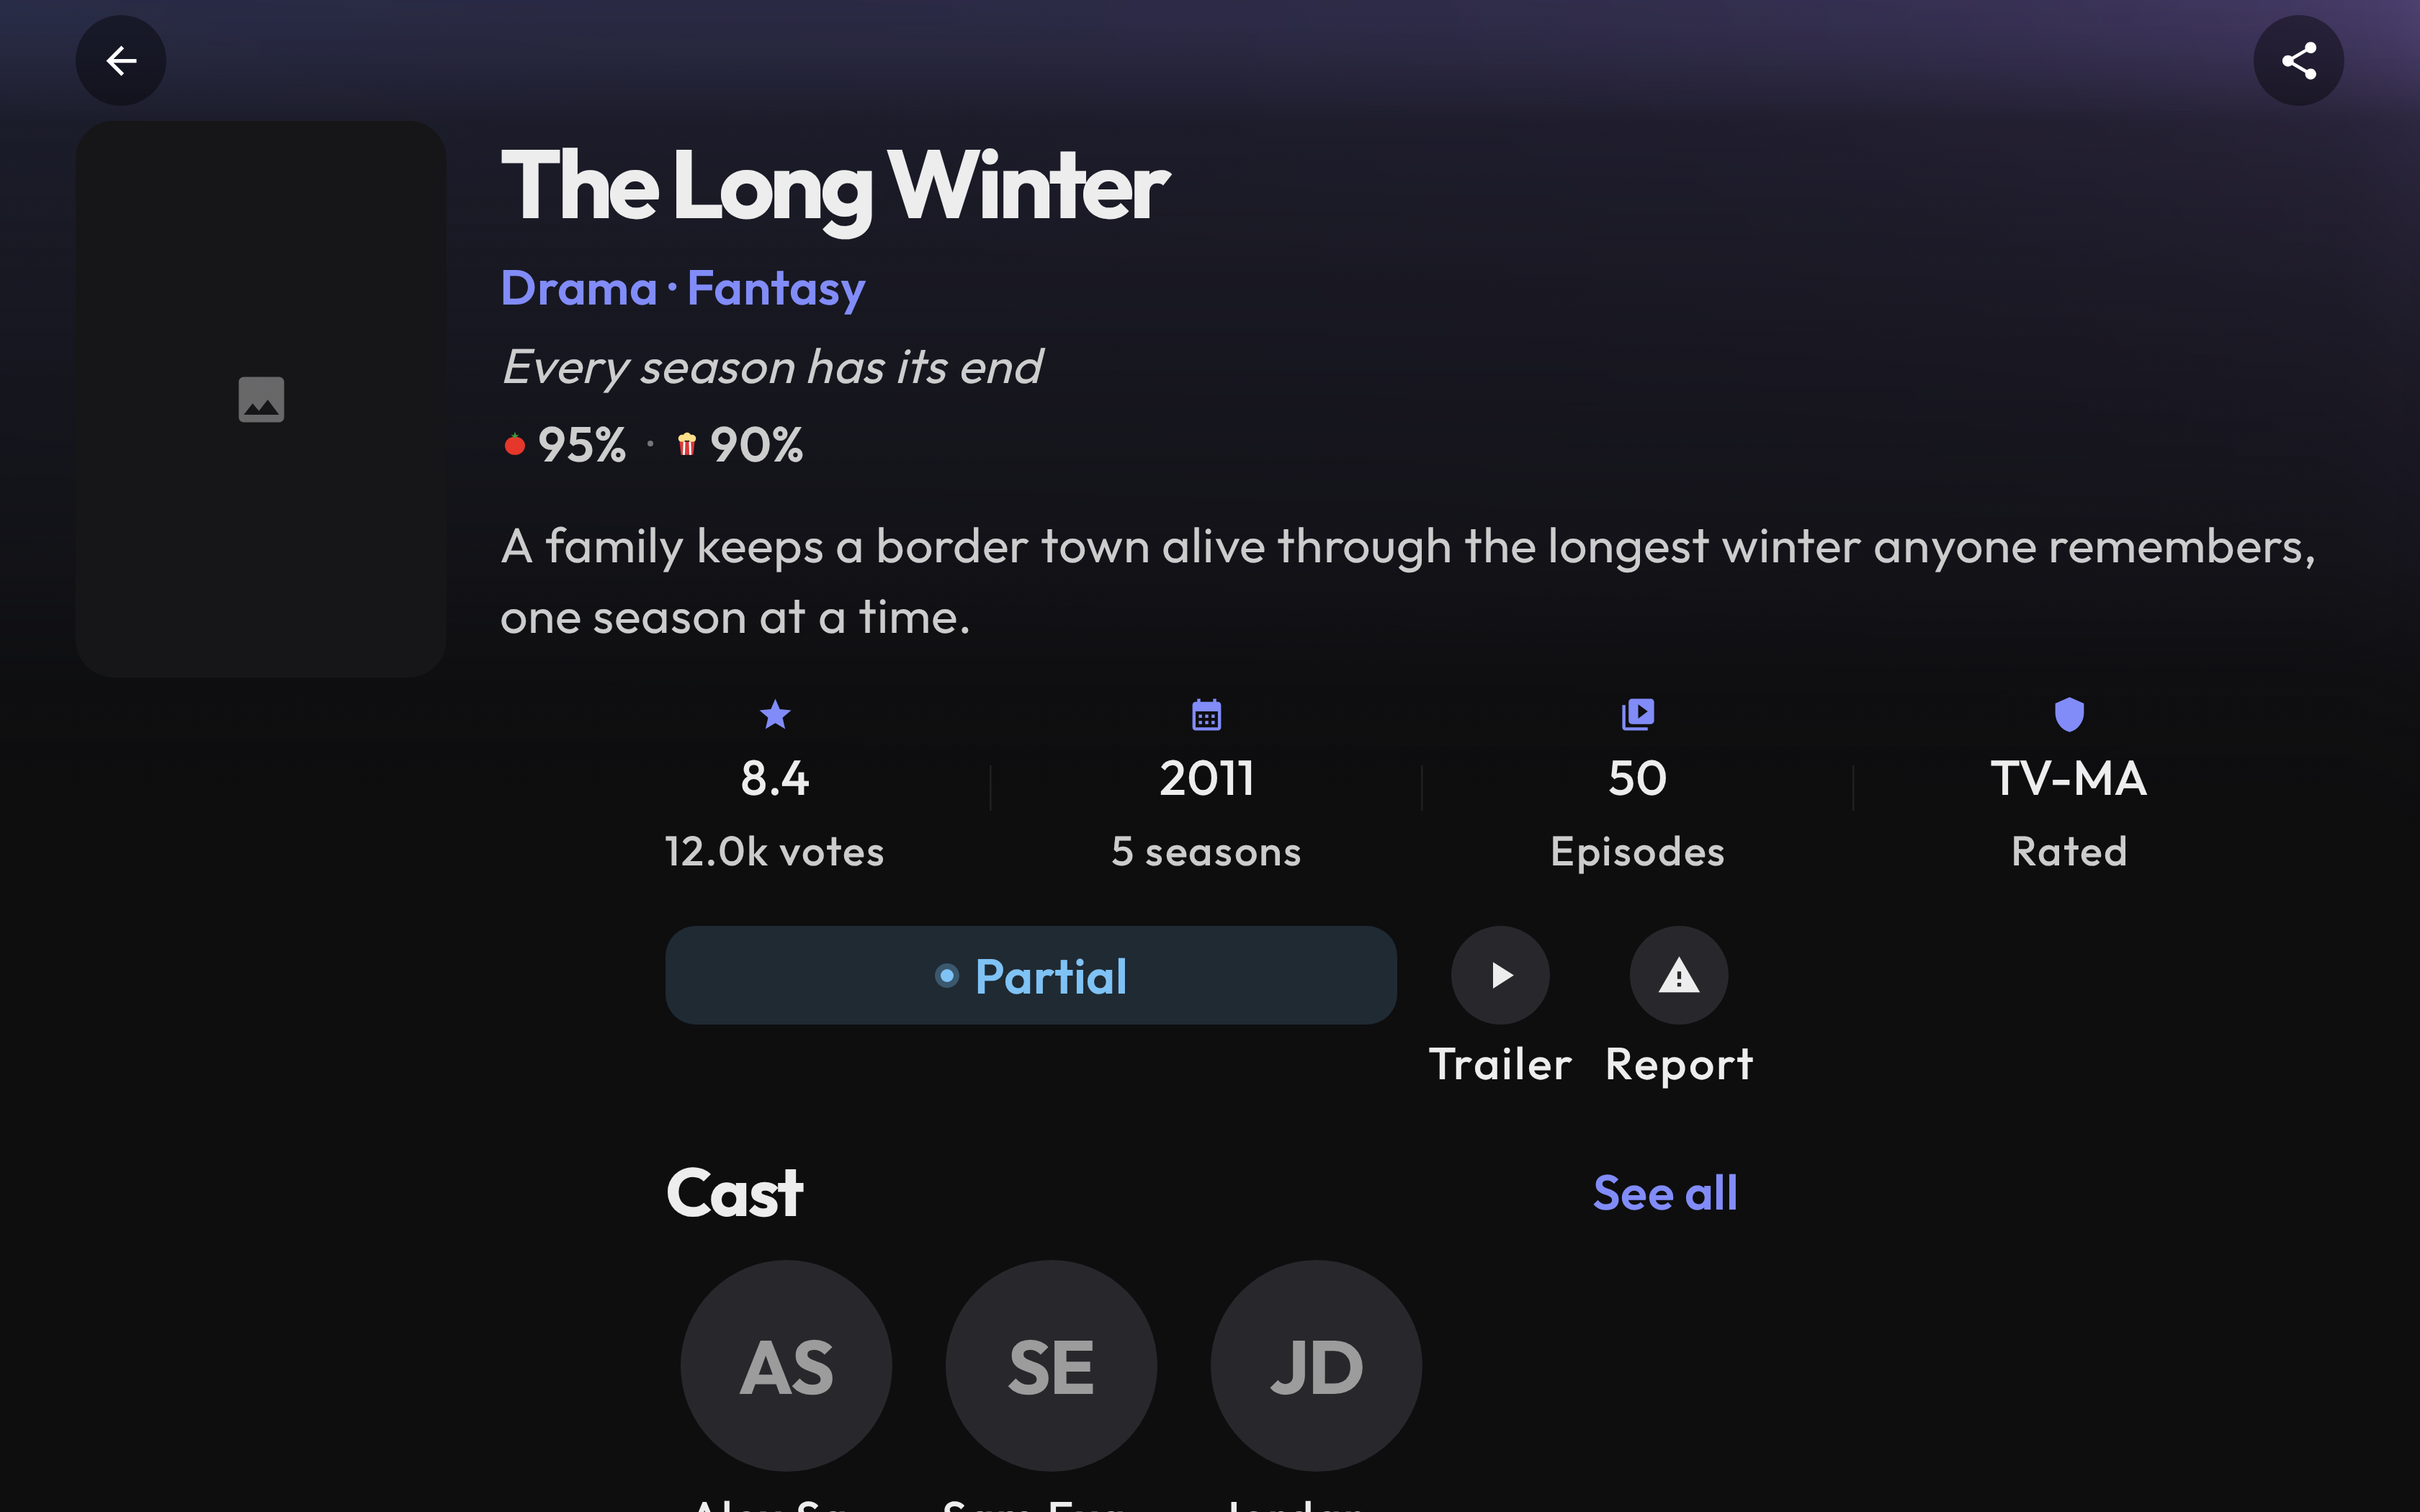 The Long Winter
Drama · Fantasy
Every season has its end
95% · 90%
A family keeps a border town alive through the longest winter anyone remembers,
one season at a time.
8.4 2011 50 TV-MA
12.0k votes 5 seasons Episodes Rated
Partial
Trailer Report
Cast See all
AS SE JD